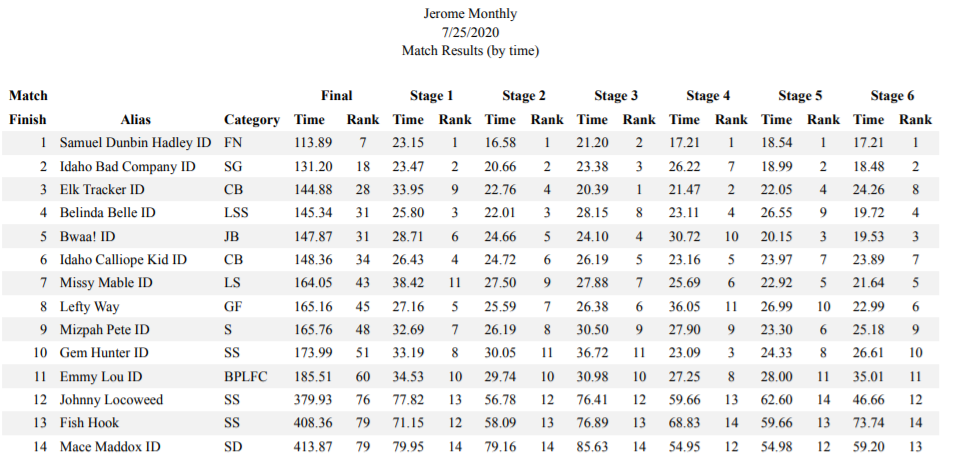 Jerome Monthly
7/25/2020
Match Results (by time)
Match Final Stage 1 Stage 2 Stage 3 Stage 4 Stage 5 Stage 6
Finish Alias Category Time Rank Time Rank Time Rank Time Rank Time Rank Time Rank Time Rank
1 Samuel Dunbin Hadley ID FN 113.89 7 23.15 1 16.58 1 21.20 2 17.21 1 18.54 1 17.21 1
2 Idaho Bad Company ID SG 131.20 18 23.47 2 20.66 2 23.38 3 26.22 7 18.99 2 18.48 2
3 Elk Tracker ID CB 144.88 28 33.95 9 22.76 4 20.39 1 21.47 2 22.05 4 24.26 8
4 Belinda Belle ID LSS 145.34 31 25.80 3 22.01 3 28.15 8 23.11 4 26.55 9 19.72 4
5 Bwaa! ID JB 147.87 31 28.71 6 24.66 5 24.10 4 30.72 10 20.15 3 19.53 3
6 Idaho Calliope Kid ID CB 148.36 34 26.43 4 24.72 6 26.19 5 23.16 5 23.97 7 23.89 7
7 Missy Mable ID LS 164.05 43 38.42 11 27.50 9 27.88 7 25.69 6 22.92 5 21.64 5
8 Lefty Way GF 165.16 45 27.16 5 25.59 7 26.38 6 36.05 11 26.99 10 22.99 6
9 Mizpah Pete ID S 165.76 48 32.69 7 26.19 8 30.50 9 27.90 9 23.30 6 25.18 9
10 Gem Hunter ID SS 173.99 51 33.19 8 30.05 11 36.72 11 23.09 3 24.33 8 26.61 10
11 Emmy Lou ID BPLFC 185.51 60 34.53 10 29.74 10 30.98 10 27.25 8 28.00 11 35.01 11
12 Johnny Locoweed SS 379.93 76 77.82 13 56.78 12 76.41 12 59.66 13 62.60 14 46.66 12
13 Fish Hook SS 408.36 79 71.15 12 58.09 13 76.89 13 68.83 14 59.66 13 73.74 14
14 Mace Maddox ID SD 413.87 79 79.95 14 79.16 14 85.63 14 54.95 12 54.98 12 59.20 13